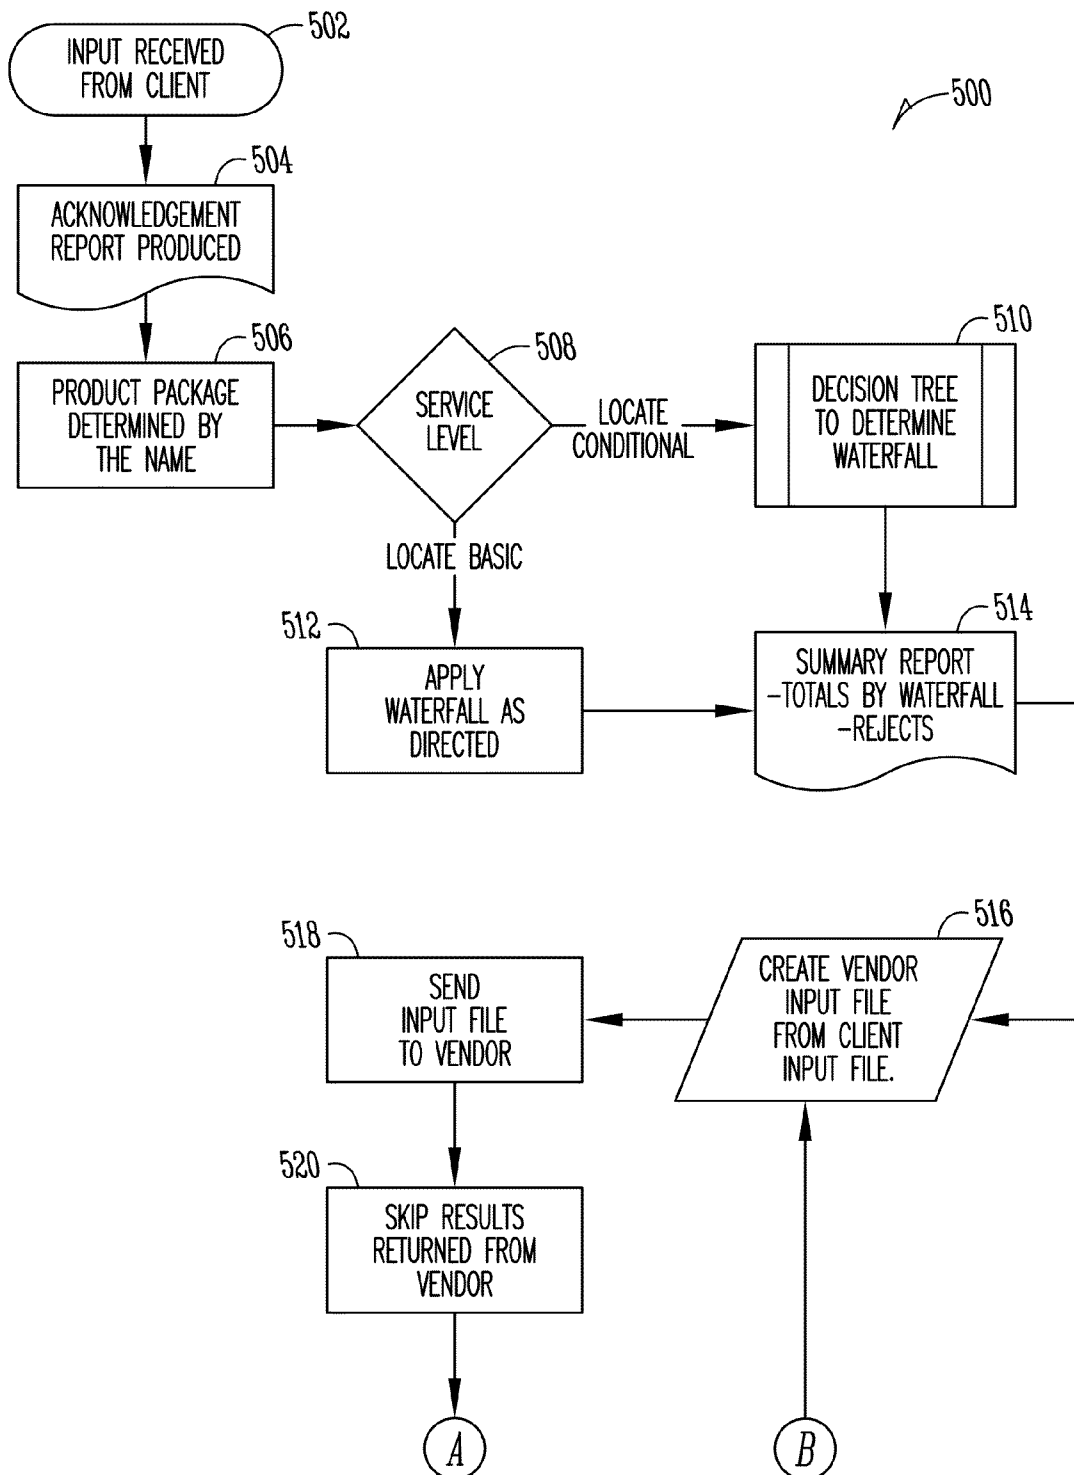 502
INPUT RECEIVED
FROM CLIENT
500
504
ACKNOWLEDGEMENT
REPORT PRODUCED
506
PRODUCT PACKAGE
DETERMINED BY
THE NAME
508
SERVICE
LEVEL
LOCATE
CONDITIONAL
510
DECISION TREE
TO DETERMINE
WATERFALL
LOCATE BASIC
512
APPLY
WATERFALL AS
DIRECTED
514
SUMMARY REPORT
-TOTALS BY WATERFALL
-REJECTS
516
CREATE VENDOR
INPUT FILE
FROM CLIENT
INPUT FILE.
518
SEND
INPUT FILE
TO VENDOR
520
SKIP RESULTS
RETURNED FROM
VENDOR
A
B